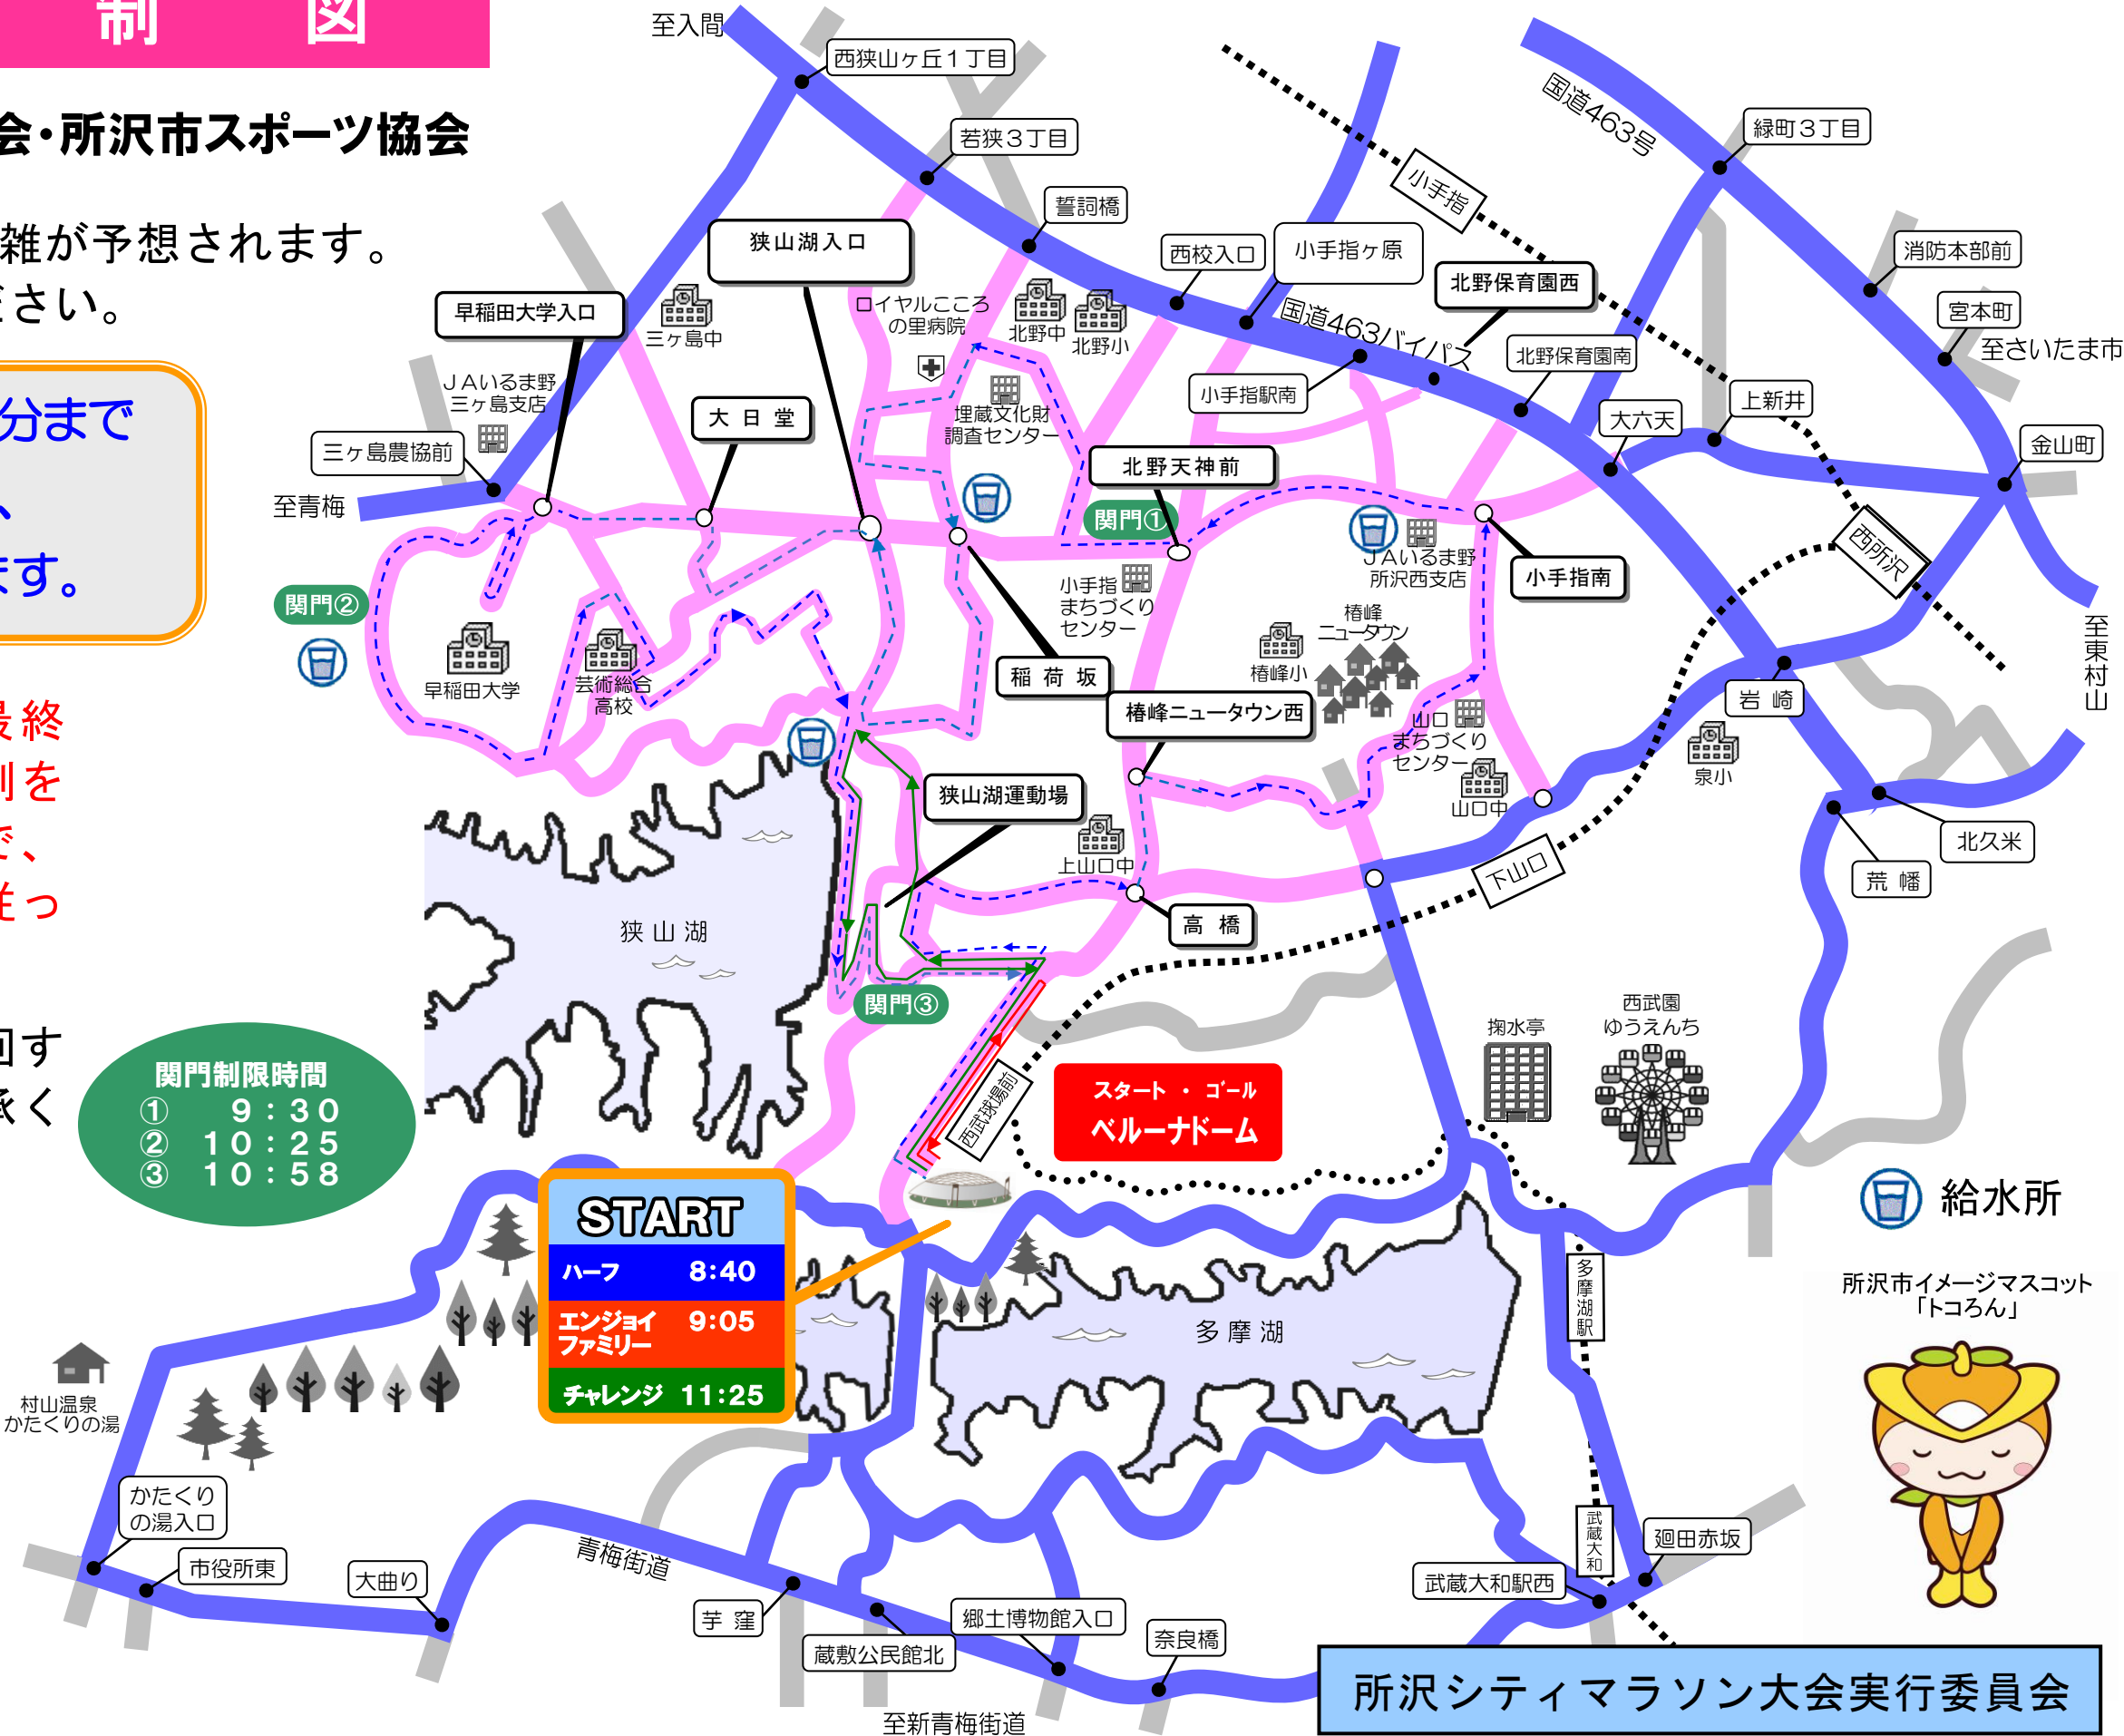 制　図
会・所沢市スポーツ協会
雑が予想されます。
ださい。
分まで
、
ます。
最終
削を
で、
従っ
回す
承く
関門制限時間
①　9：30
②　10：25
③　10：58
至入間
西狭山ヶ丘１丁目
若狭３丁目
誓詞橋
西校入口
小手指ヶ原
小手指
国道463号
緑町３丁目
消防本部前
宮本町
至さいたま市
金山町
上新井
大六天
北野保育園西
北野保育園南
国道463バイパス
小手指駅南
狭山湖入口
早稲田大学入口
三ヶ島中
ロイヤルこころ
の里病院
北野中
北野小
ＪＡいるま野
三ヶ島支店
三ヶ島農協前
至青梅
大日堂
埋蔵文化財
調査センター
北野天神前
関門①
関門②
小手指
まちづくり
センター
ＪＡいるま野
所沢西支店
小手指南
西所沢
至東村山
早稲田大学
芸術総合
高校
稲荷坂
椿峰
ニュータウン
椿峰小
椿峰ニュータウン西
山口
まちづくり
センター
山口中
岩崎
泉小
北久米
荒幡
狭山湖運動場
上山口中
下山口
高橋
狭山湖
関門③
西武球場前
スタート・ゴール
ベルーナドーム
掬水亭
西武園
ゆうえんち
給水所
START
ハーフ　8:40
エンジョイ
ファミリー　9:05
チャレンジ　11:25
多摩湖
多摩湖駅
所沢市イメージマスコット
「トコろん」
村山温泉
かたくりの湯
かたくり
の湯入口
市役所東
大曲り
青梅街道
芋窪
蔵敷公民館北
郷土博物館入口
奈良橋
至新青梅街道
武蔵大和
武蔵大和駅西
廻田赤坂
所沢シティマラソン大会実行委員会